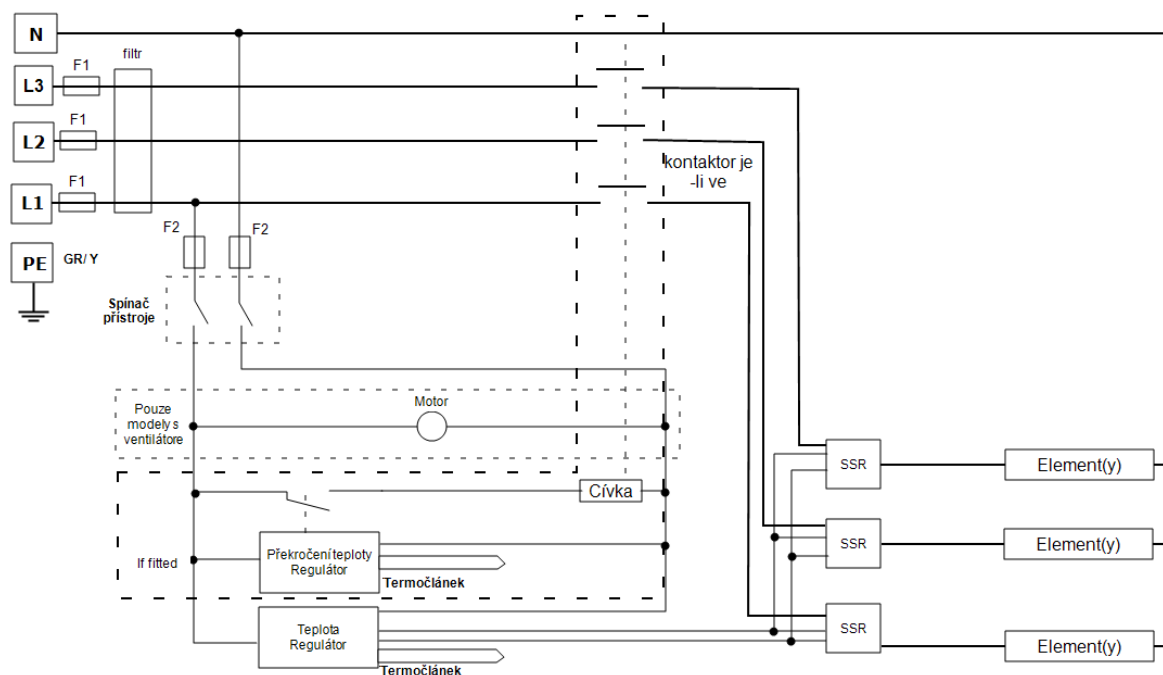 N
filtr
F1
L3
F1
L2
kontaktor je
-li ve
F1
L1
F2
F2
PE
GR/ Y
Spínač
přístroje
Pouze
modely s
ventilátore
Motor
SSR
Element(y)
Cívka
SSR
Element(y)
If fitted
Překročení teploty
Regulátor
Termočlánek
Teplota
Regulátor
Termočlánek
SSR
Element(y)